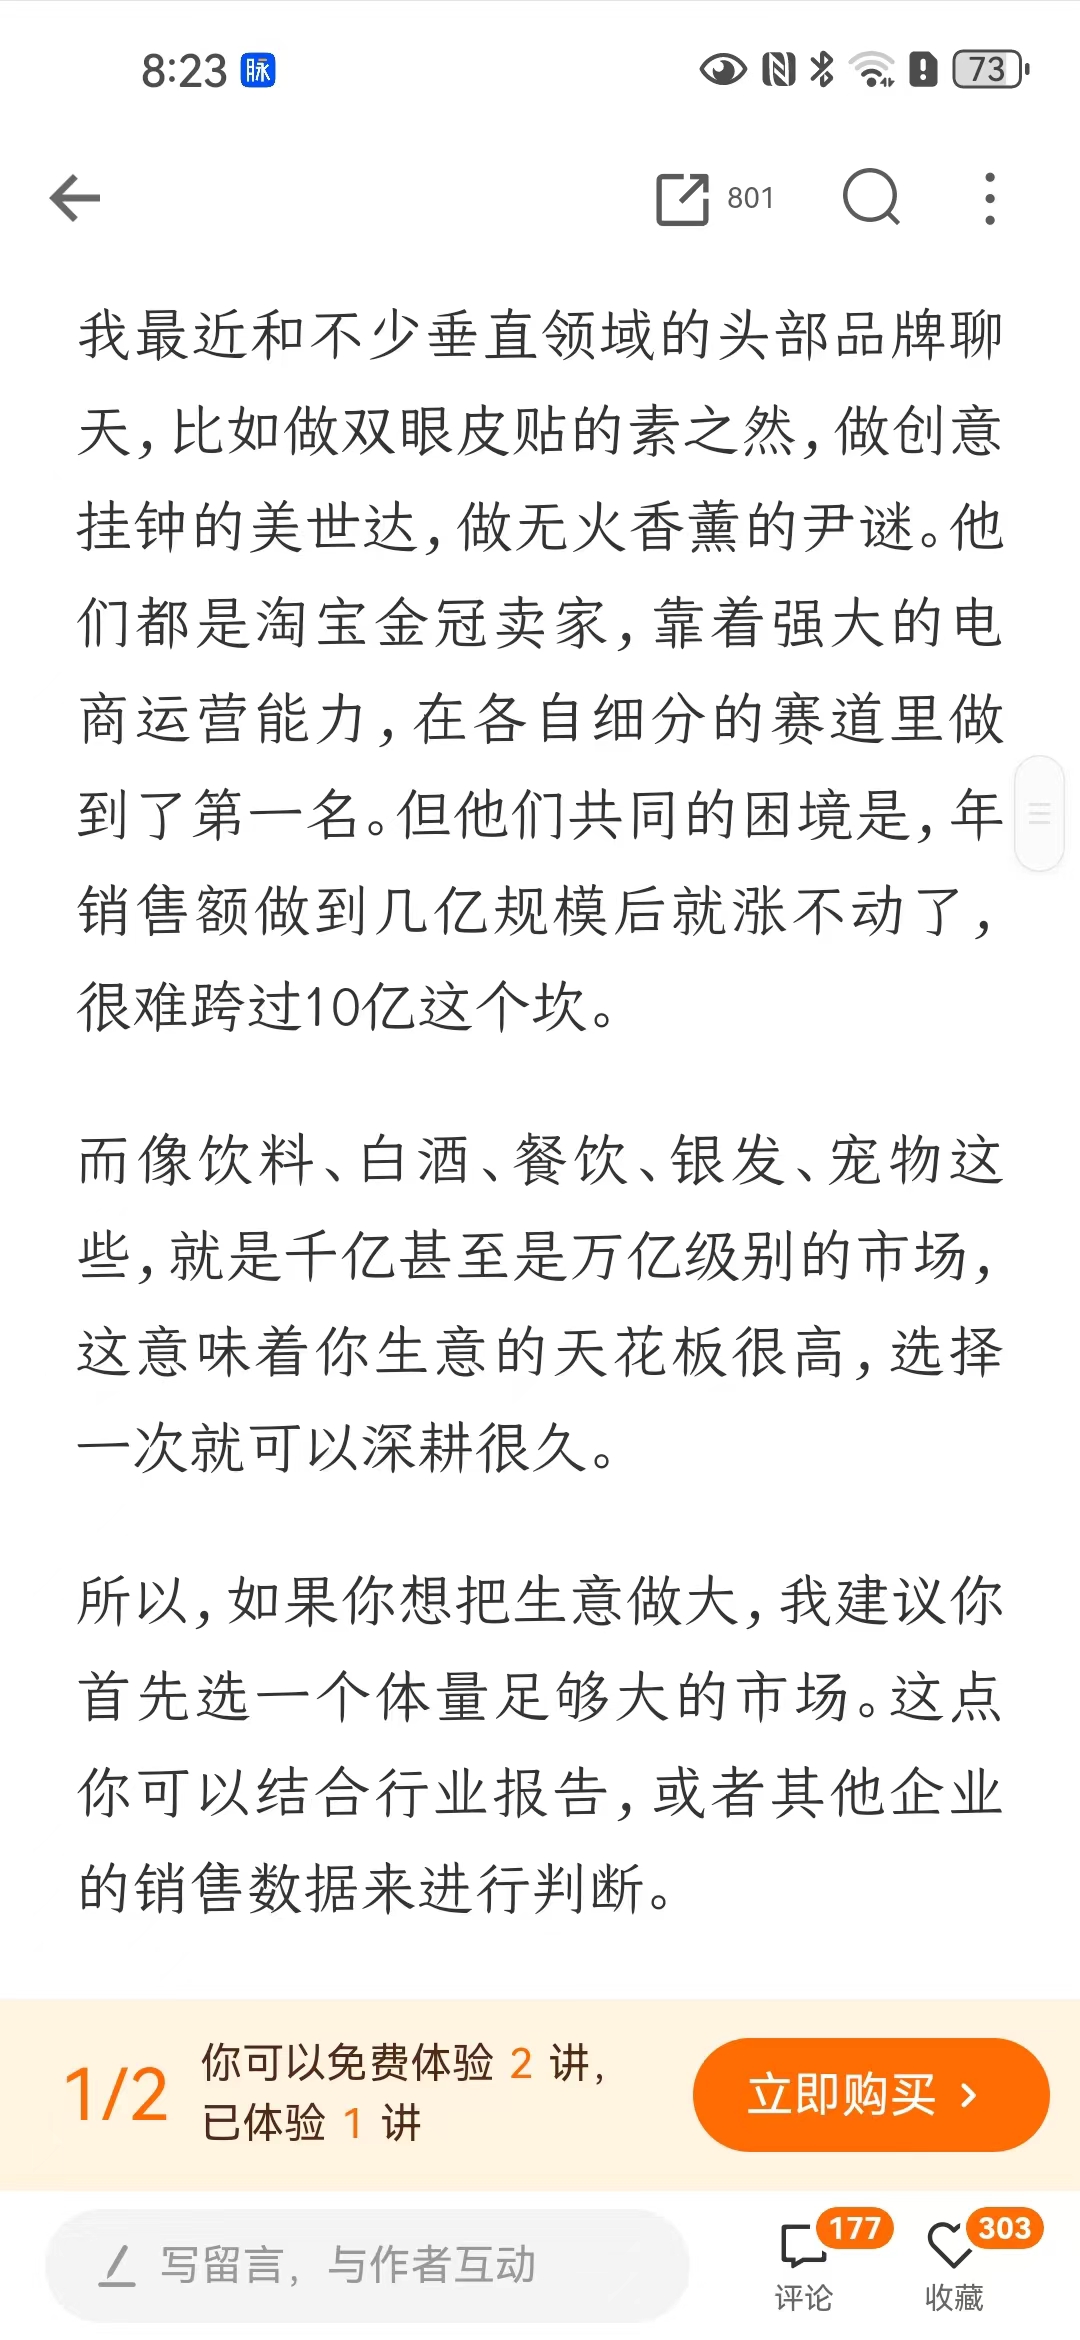 8:23 脉 73
801
我最近和不少垂直领域的头部品牌聊
天，比如做双眼皮贴的素之然，做创意
挂钟的美世达，做无火香薰的尹谜。他
们都是淘宝金冠卖家，靠着强大的电
商运营能力，在各自细分的赛道里做
到了第一名。但他们共同的困境是，年
销售额做到几亿规模后就涨不动了，
很难跨过10亿这个坎。
而像饮料、白酒、餐饮、银发、宠物这
些，就是千亿甚至是万亿级别的市场，
这意味着你生意的天花板很高，选择
一次就可以深耕很久。
所以，如果你想把生意做大，我建议你
首先选一个体量足够大的市场。这点
你可以结合行业报告，或者其他企业
的销售数据来进行判断。
1/2
你可以免费体验 2 讲，
已体验 1 讲
立即购买 >
写留言，与作者互动
177
评论
303
收藏